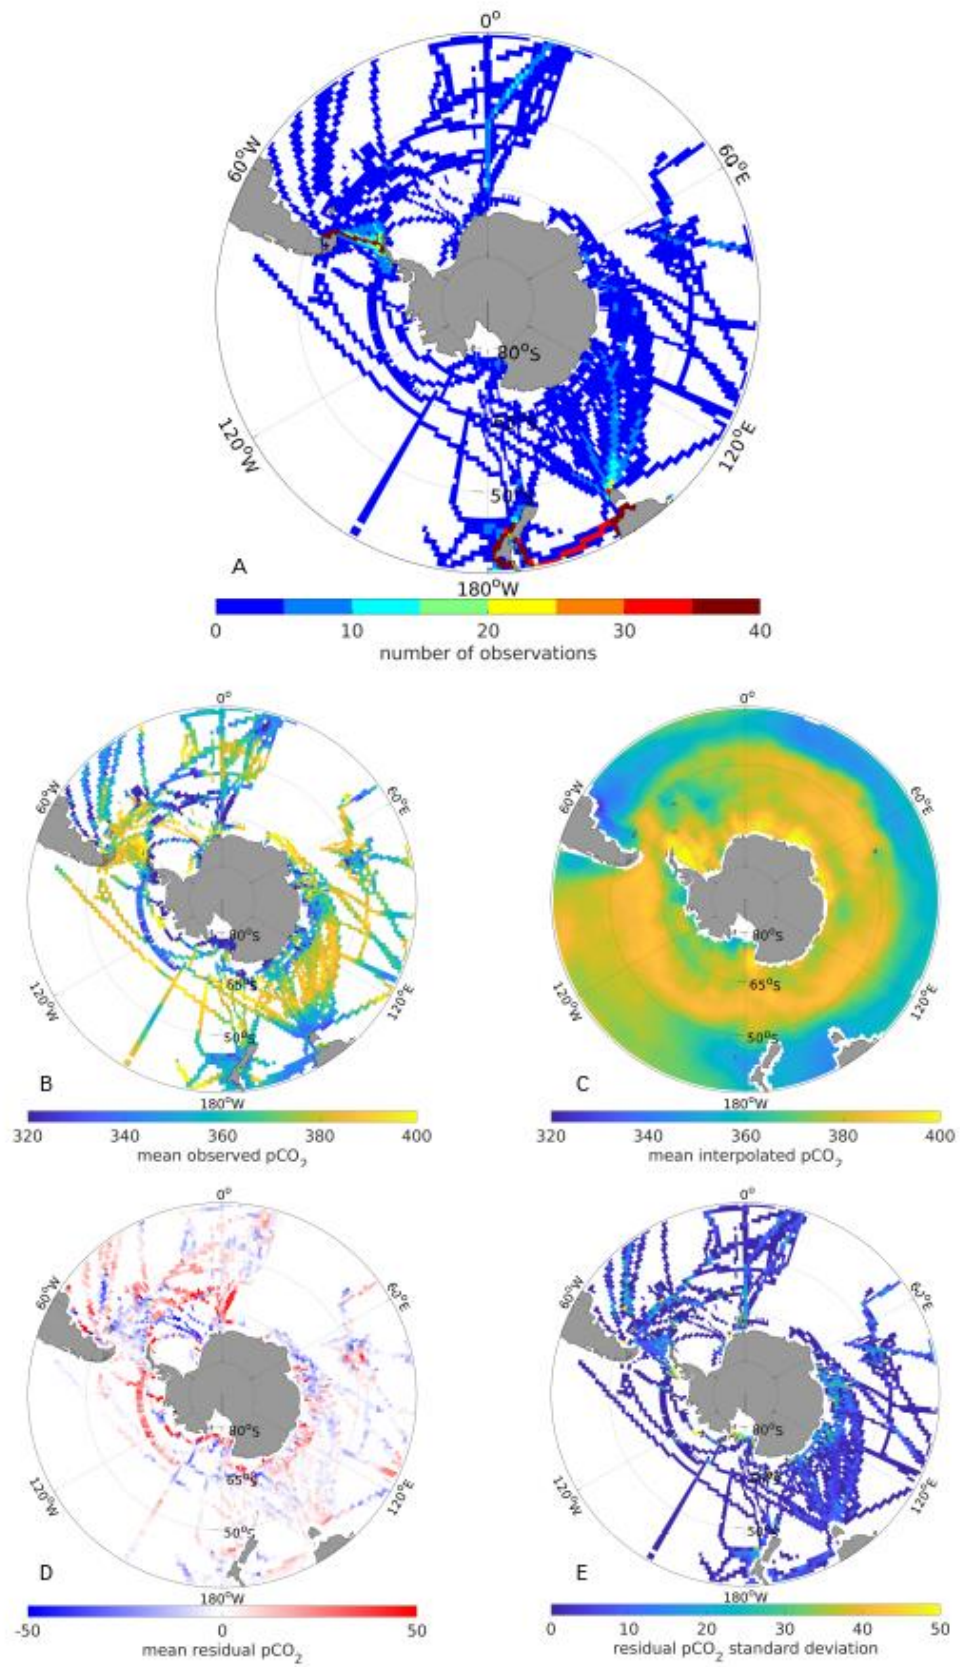 0°
60°W
60°E
80°S
50°S
120°W
120°E
A
180°W
0 10 20 30 40
number of observations
0° 0°
60°W 60°E 60°W 60°E
80°S 80°S
65°S 65°S
120°W 120°E 120°W 120°E
50°S 50°S
B C
180°W 180°W
320 340 360 380 400 320 340 360 380 400
mean observed pCO₂ mean interpolated pCO₂
0° 0°
60°W 60°E 60°W 60°E
80°S 80°S
65°S
120°W 120°E 120°W 120°E
50°S 50°S
D E
180°W 180°W
-50 0 50 0 10 20 30 40 50
mean residual pCO₂ residual pCO₂ standard deviation